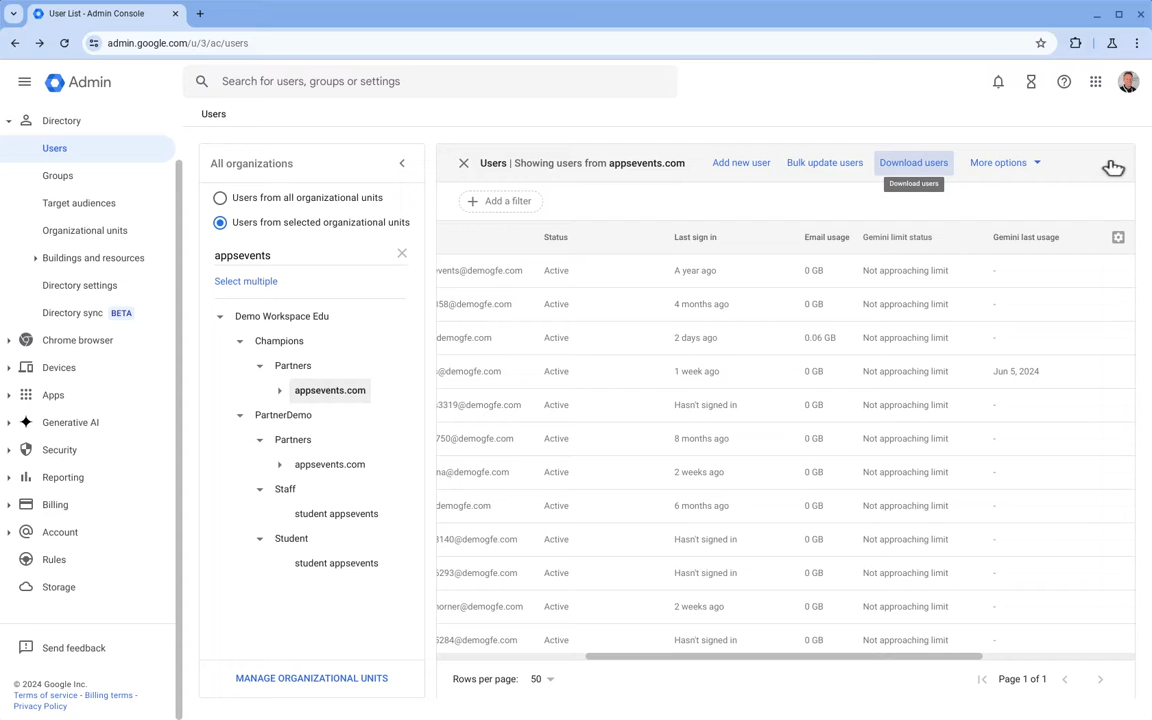 User List - Admin Console
admin.google.com/u/3/ac/users
Admin
Search for users, groups or settings
Directory
Users
Groups
Target audiences
Organizational units
Buildings and resources
Directory settings
Directory sync BETA
Chrome browser
Devices
Apps
Generative AI
Security
Reporting
Billing
Account
Rules
Storage
Send feedback
© 2024 Google Inc.
Terms of service - Billing terms -
Privacy Policy
Users
All organizations
Users from all organizational units
Users from selected organizational units
appsevents
Select multiple
Demo Workspace Edu
Champions
Partners
appsevents.com
PartnerDemo
Partners
appsevents.com
Staff
student appsevents
Student
student appsevents
MANAGE ORGANIZATIONAL UNITS
Users | Showing users from appsevents.com Add new user Bulk update users Download users More options
Download users
Add a filter
Status Last sign in Email usage Gemini limit status Gemini last usage
vents@demogfe.com Active A year ago 0 GB Not approaching limit -
358@demogfe.com Active 4 months ago 0 GB Not approaching limit -
demogfe.com Active 2 days ago 0.06 GB Not approaching limit -
s@demogfe.com Active 1 week ago 0 GB Not approaching limit Jun 5, 2024
s3319@demogfe.com Active Hasn't signed in 0 GB Not approaching limit -
750@demogfe.com Active 8 months ago 0 GB Not approaching limit -
na@demogfe.com Active 2 weeks ago 0 GB Not approaching limit -
demogfe.com Active 6 months ago 0 GB Not approaching limit -
3140@demogfe.com Active Hasn't signed in 0 GB Not approaching limit -
6293@demogfe.com Active Hasn't signed in 0 GB Not approaching limit -
horner@demogfe.com Active 2 weeks ago 0 GB Not approaching limit -
5284@demogfe.com Active Hasn't signed in 0 GB Not approaching limit -
Rows per page: 50 Page 1 of 1